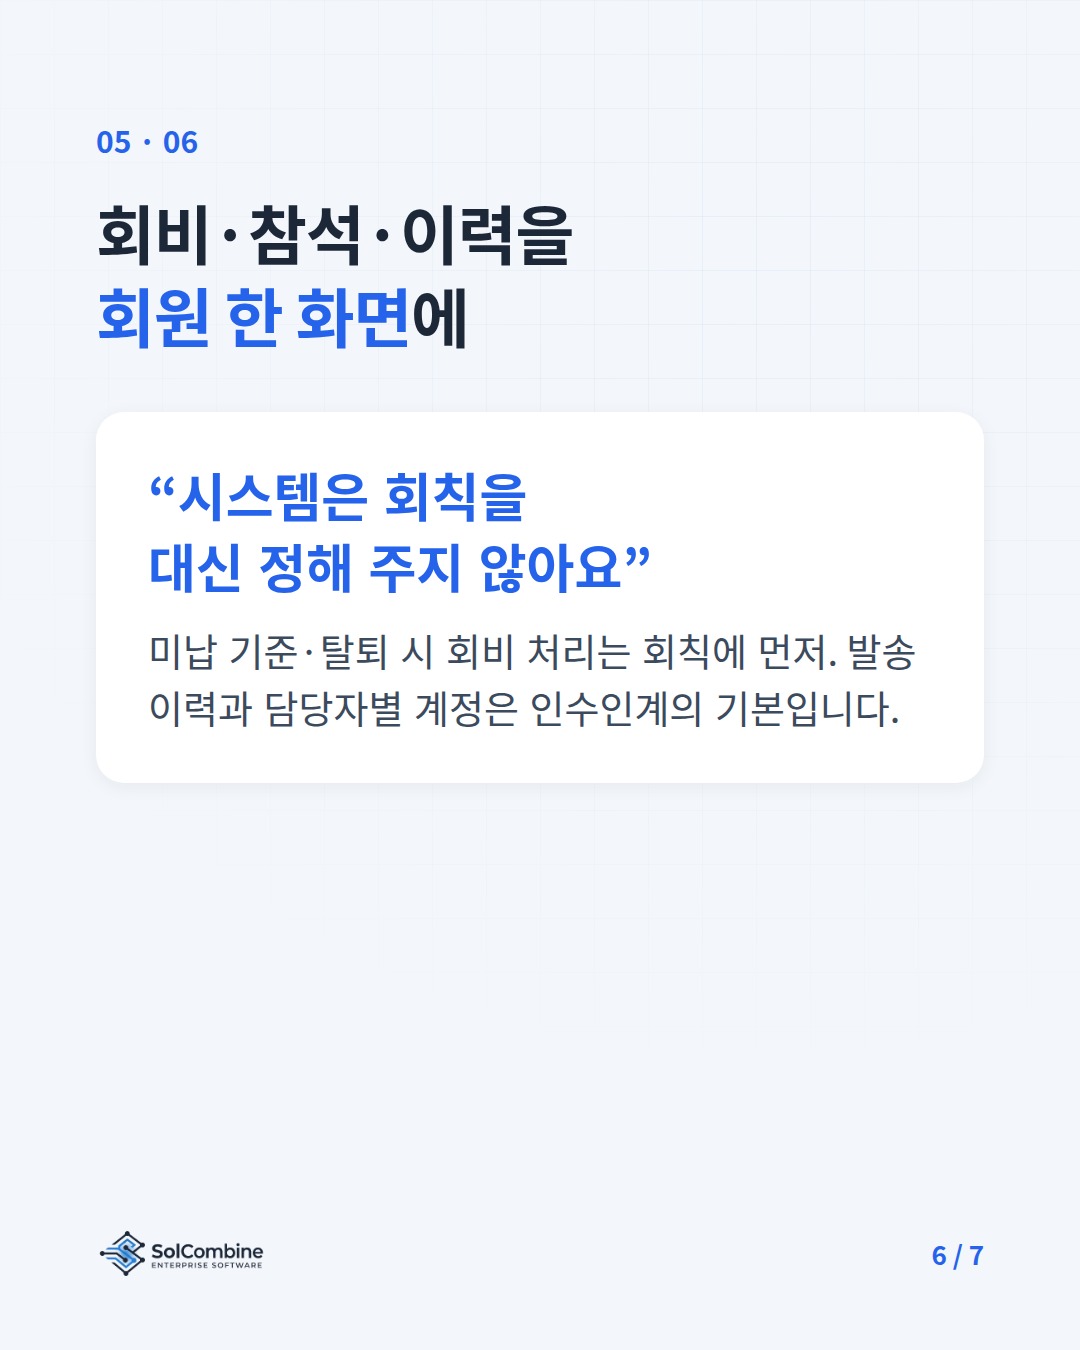 05 · 06
회비·참석·이력을
회원 한 화면에
“시스템은 회칙을
대신 정해 주지 않아요”
미납 기준·탈퇴 시 회비 처리는 회칙에 먼저. 발송
이력과 담당자별 계정은 인수인계의 기본입니다.
SolCombine
ENTERPRISE SOFTWARE
6 / 7